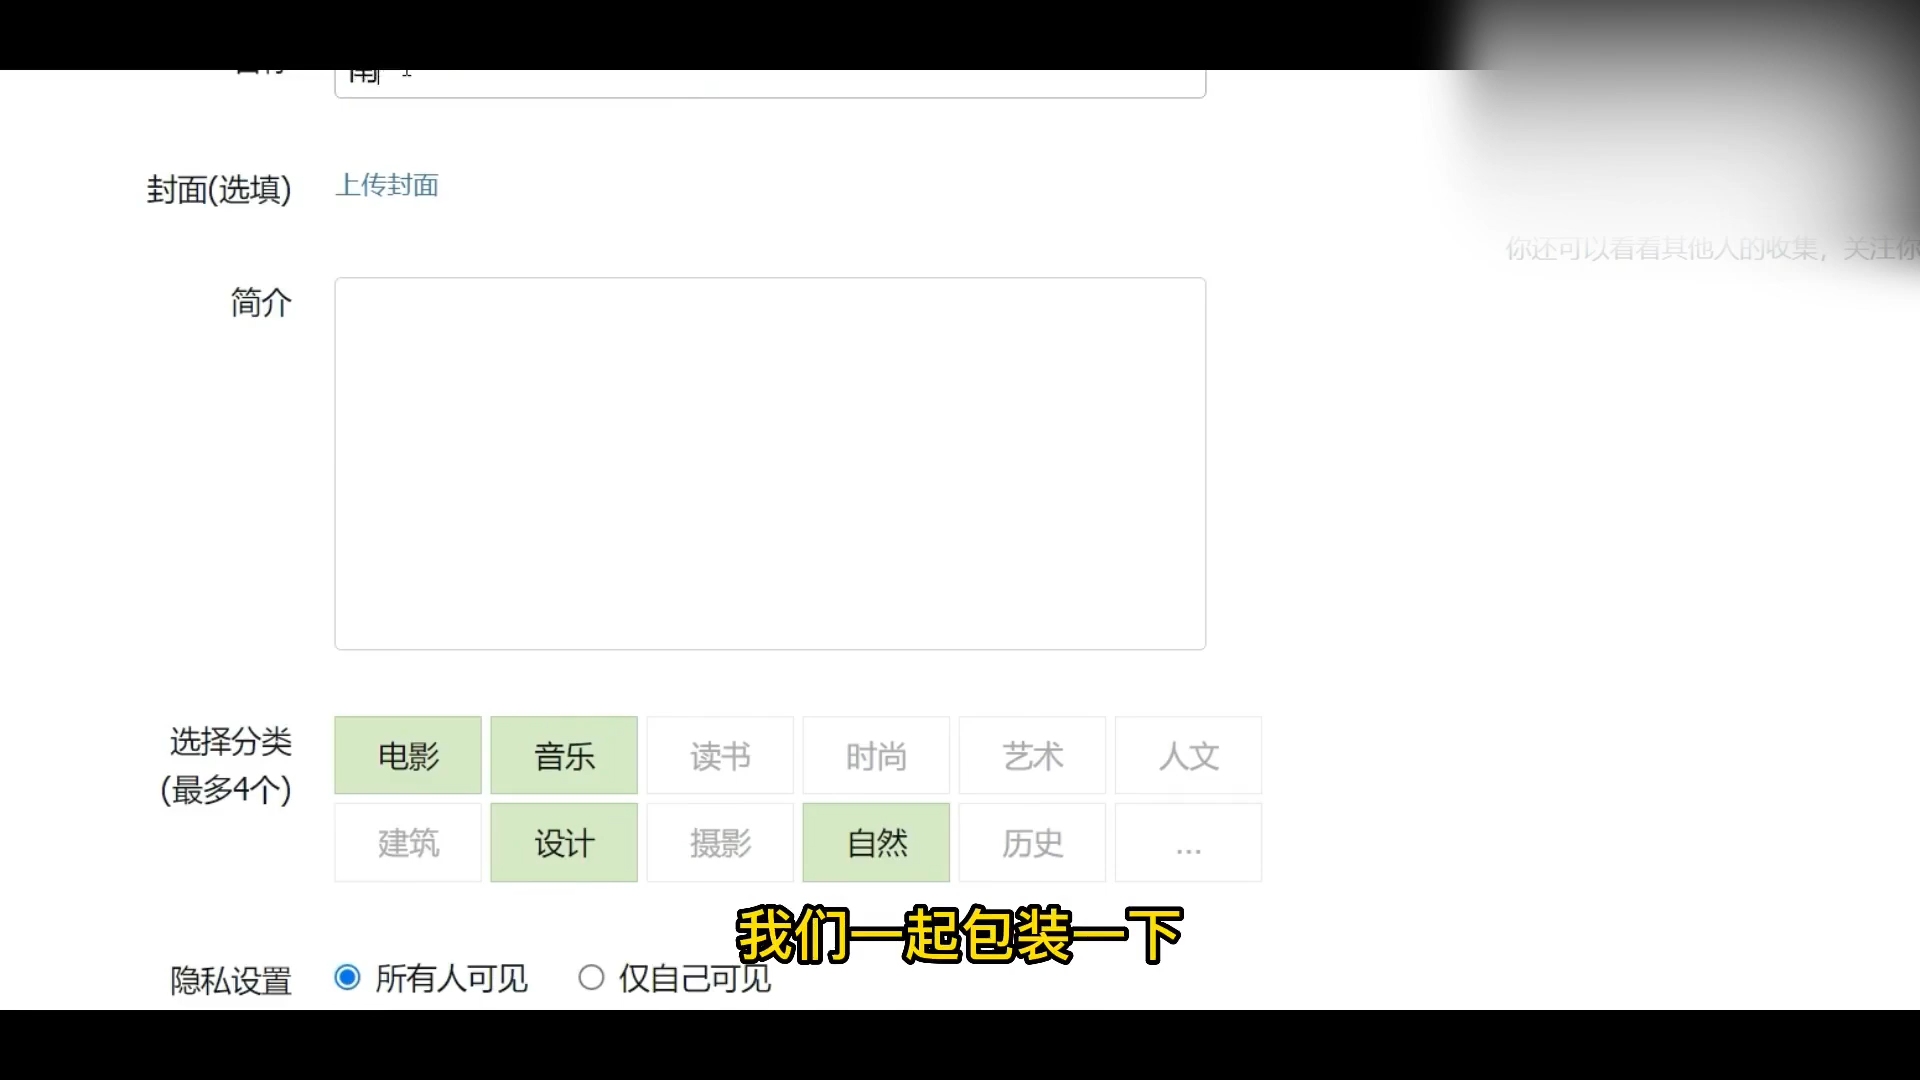 封面(选填) 上传封面
你还可以看看其他人的收集，关注你
简介
选择分类
(最多4个)
电影 音乐 读书 时尚 艺术 人文
建筑 设计 摄影 自然 历史 ...
我们一起包装一下
隐私设置 所有人可见 仅自己可见